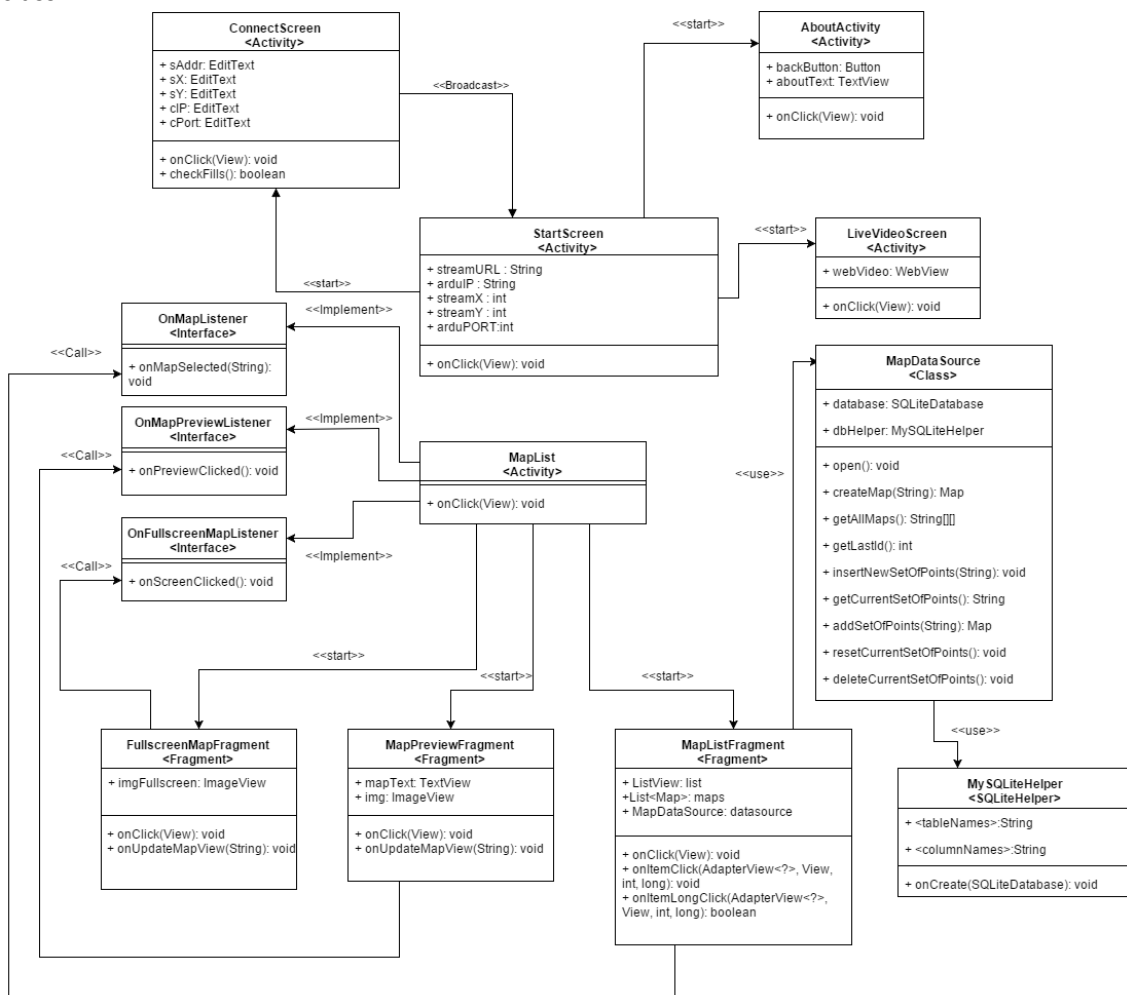 ConnectScreen
<Activity>
+ sAddr: EditText
+ sX: EditText
+ sY: EditText
+ cIP: EditText
+ cPort: EditText
+ onClick(View): void
+ checkFills(): boolean
<<Broadcast>>
<<start>>
AboutActivity
<Activity>
+ backButton: Button
+ aboutText: TextView
+ onClick(View): void
StartScreen
<Activity>
+ streamURL : String
+ arduIP : String
+ streamX : int
+ streamY : int
+ arduPORT:int
+ onClick(View): void
<<start>>
<<start>>
LiveVideoScreen
<Activity>
+ webVideo: WebView
+ onClick(View): void
<<Call>>
OnMapListener
<Interface>
+ onMapSelected(String):
void
<<Implement>>
<<Call>>
OnMapPreviewListener
<Interface>
+ onPreviewClicked(): void
<<Implement>>
<<Call>>
OnFullscreenMapListener
<Interface>
+ onScreenClicked(): void
<<Implement>>
MapList
<Activity>
+ onClick(View): void
<<use>>
MapDataSource
<Class>
+ database: SQLiteDatabase
+ dbHelper: MySQLiteHelper
+ open(): void
+ createMap(String): Map
+ getAllMaps(): String[][]
+ getLastId(): int
+ insertNewSetOfPoints(String): void
+ getCurrentSetOfPoints(): String
+ addSetOfPoints(String): Map
+ resetCurrentSetOfPoints(): void
+ deleteCurrentSetOfPoints(): void
<<start>>
<<start>>
<<start>>
<<use>>
FullscreenMapFragment
<Fragment>
+ imgFullscreen: ImageView
+ onClick(View): void
+ onUpdateMapView(String): void
MapPreviewFragment
<Fragment>
+ mapText: TextView
+ img: ImageView
+ onClick(View): void
+ onUpdateMapView(String): void
MapListFragment
<Fragment>
+ ListView: list
+List<Map>: maps
+ MapDataSource: datasource
+ onClick(View): void
+ onItemClick(AdapterView<?>, View,
int, long): void
+ onItemLongClick(AdapterView<?>,
View, int, long): boolean
MySQLiteHelper
<SQLiteHelper>
+ <tableNames>:String
+ <columnNames>:String
+ onCreate(SQLiteDatabase): void